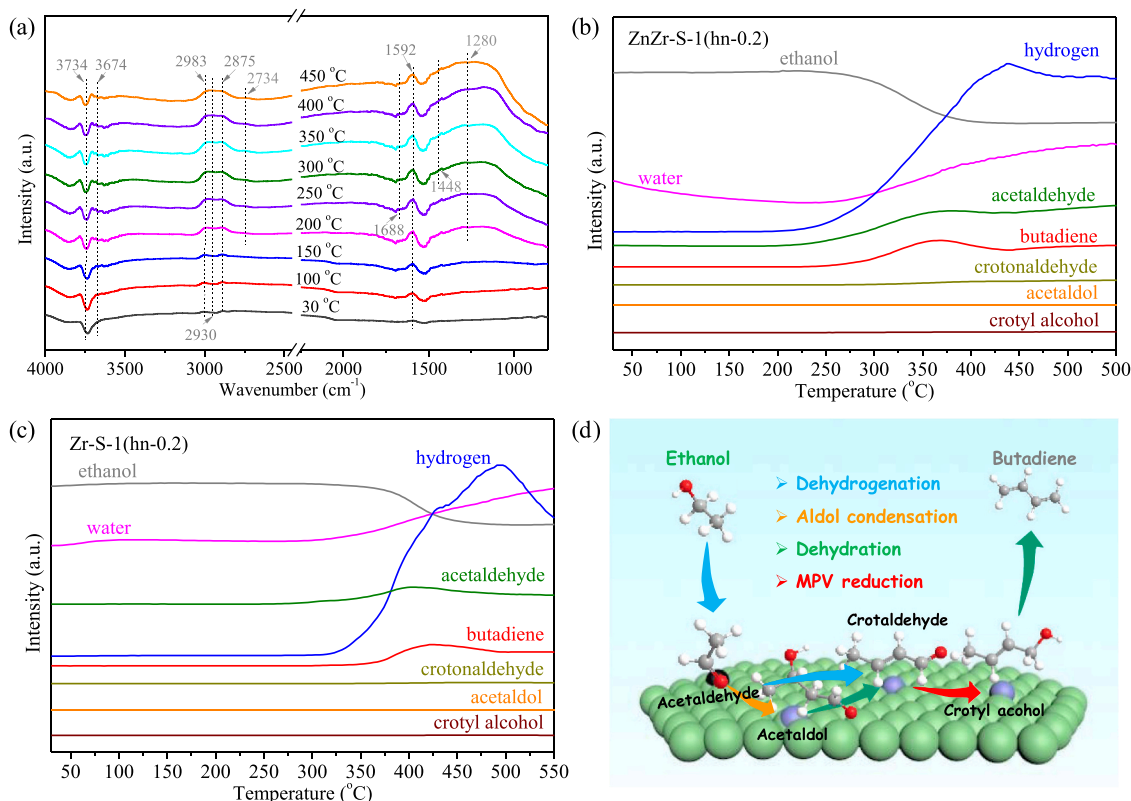 (a)
3734
3674
2983
2875
2734
1592
1280
450 °C
400 °C
350 °C
300 °C
250 °C
200 °C
150 °C
100 °C
30 °C
1448
1688
2930
Intensity (a.u.)
4000 3500 3000 2500 2000 1500 1000
Wavenumber (cm-1)
(b)
ZnZr-S-1(hn-0.2)
ethanol
hydrogen
water
acetaldehyde
butadiene
crotonaldehyde
acetaldol
crotyl alcohol
Intensity (a.u.)
50 100 150 200 250 300 350 400 450 500
Temperature (°C)
(c)
Zr-S-1(hn-0.2)
ethanol
hydrogen
water
acetaldehyde
butadiene
crotonaldehyde
acetaldol
crotyl alcohol
Intensity (a.u.)
50 100 150 200 250 300 350 400 450 500 550
Temperature (°C)
(d)
Ethanol
Butadiene
➢ Dehydrogenation
➢ Aldol condensation
➢ Dehydration
➢ MPV reduction
Crotaldehyde
Acetaldehyde
Acetaldol
Crotyl acohol